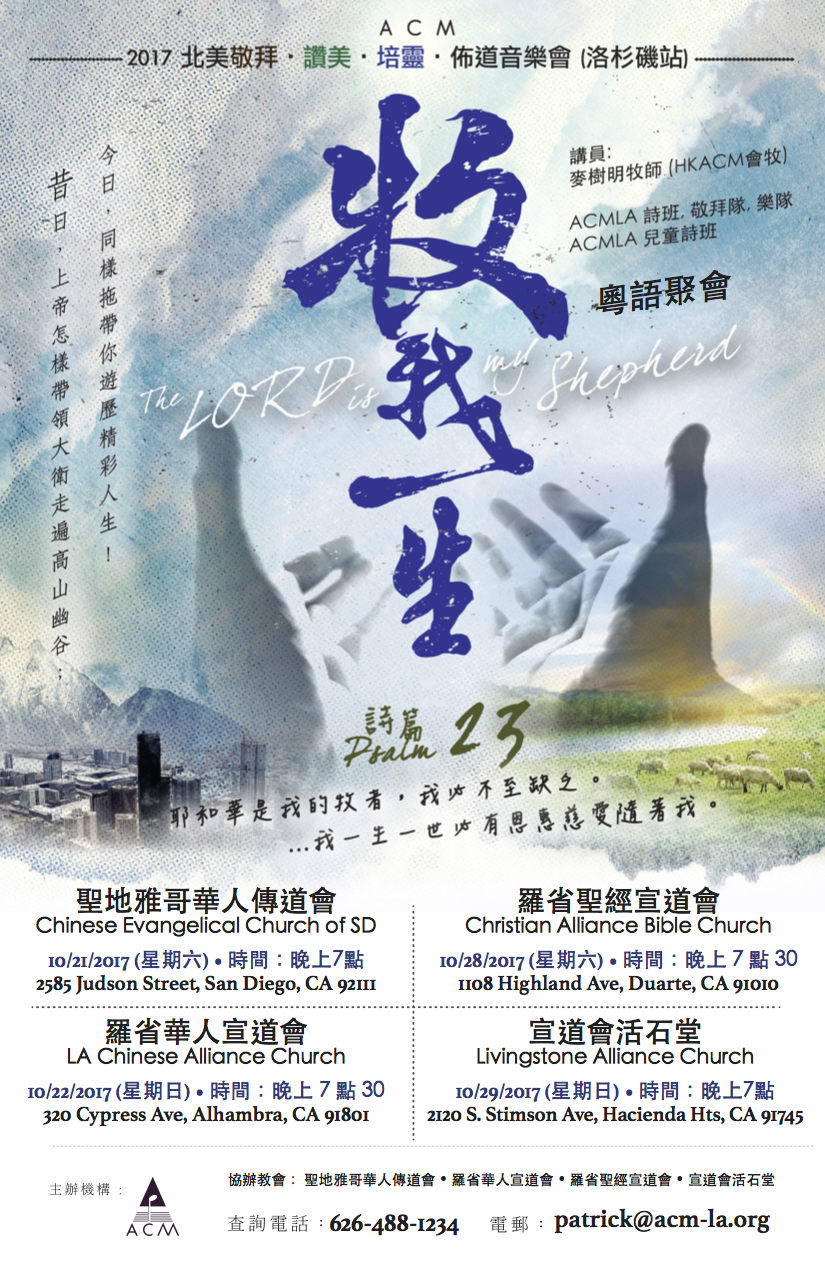 ACM
2017 北美敬拜・讚美・培靈・佈道音樂會 (洛杉磯站)
講員:
麥樹明牧師 (HKACM會牧)
ACMLA 詩班, 敬拜隊, 樂隊
ACMLA 兒童詩班
粵語聚會
牧我一生
The LORD is my Shepherd
昔日，上帝怎樣帶領大衛走遍高山幽谷；
今日，同樣拖帶你遊歷精彩人生！
詩篇
Psalm 23
耶和華是我的牧者，我必不至缺乏。
...我一生一世必有恩惠慈愛隨著我。
聖地雅哥華人傳道會
Chinese Evangelical Church of SD
10/21/2017 (星期六) • 時間：晚上7點
2585 Judson Street, San Diego, CA 92111
羅省聖經宣道會
Christian Alliance Bible Church
10/28/2017 (星期六) • 時間：晚上 7 點 30
1108 Highland Ave, Duarte, CA 91010
羅省華人宣道會
LA Chinese Alliance Church
10/22/2017 (星期日) • 時間：晚上 7 點 30
320 Cypress Ave, Alhambra, CA 91801
宣道會活石堂
Livingstone Alliance Church
10/29/2017 (星期日) • 時間：晚上7點
2120 S. Stimson Ave, Hacienda Hts, CA 91745
主辦機構：
ACM
協辦教會： 聖地雅哥華人傳道會 • 羅省華人宣道會 • 羅省聖經宣道會 • 宣道會活石堂
查詢電話：626-488-1234 電郵：patrick@acm-la.org